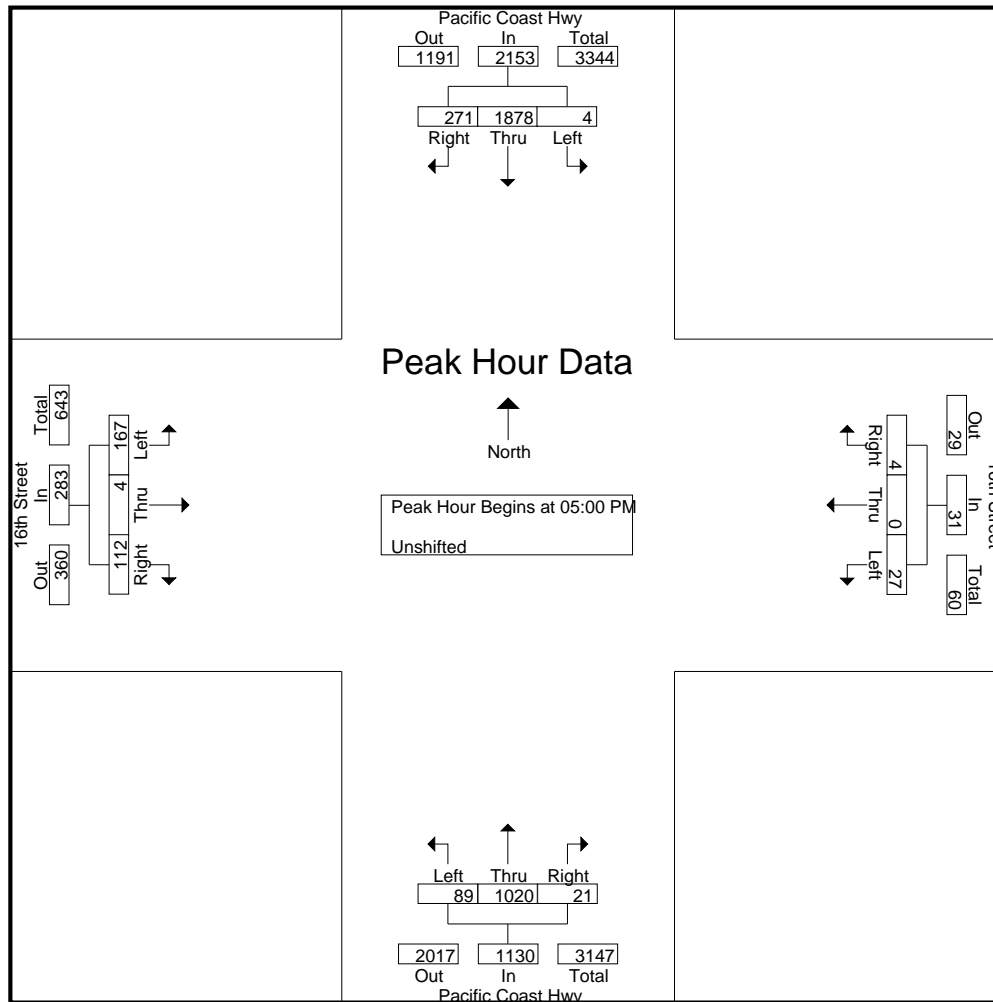 Pacific Coast Hwy
Out In Total
1191 2153 3344
271 1878 4
Right Thru Left
Peak Hour Data
North
Peak Hour Begins at 05:00 PM
Unshifted
16th Street
Out In Total
360 283 643
112 4 167
Right Thru Left
Street
Out In Total
29 31 60
4 0 27
Right Thru Left
Left Thru Right
89 1020 21
2017 1130 3147
Out In Total
Pacific Coast Hwy